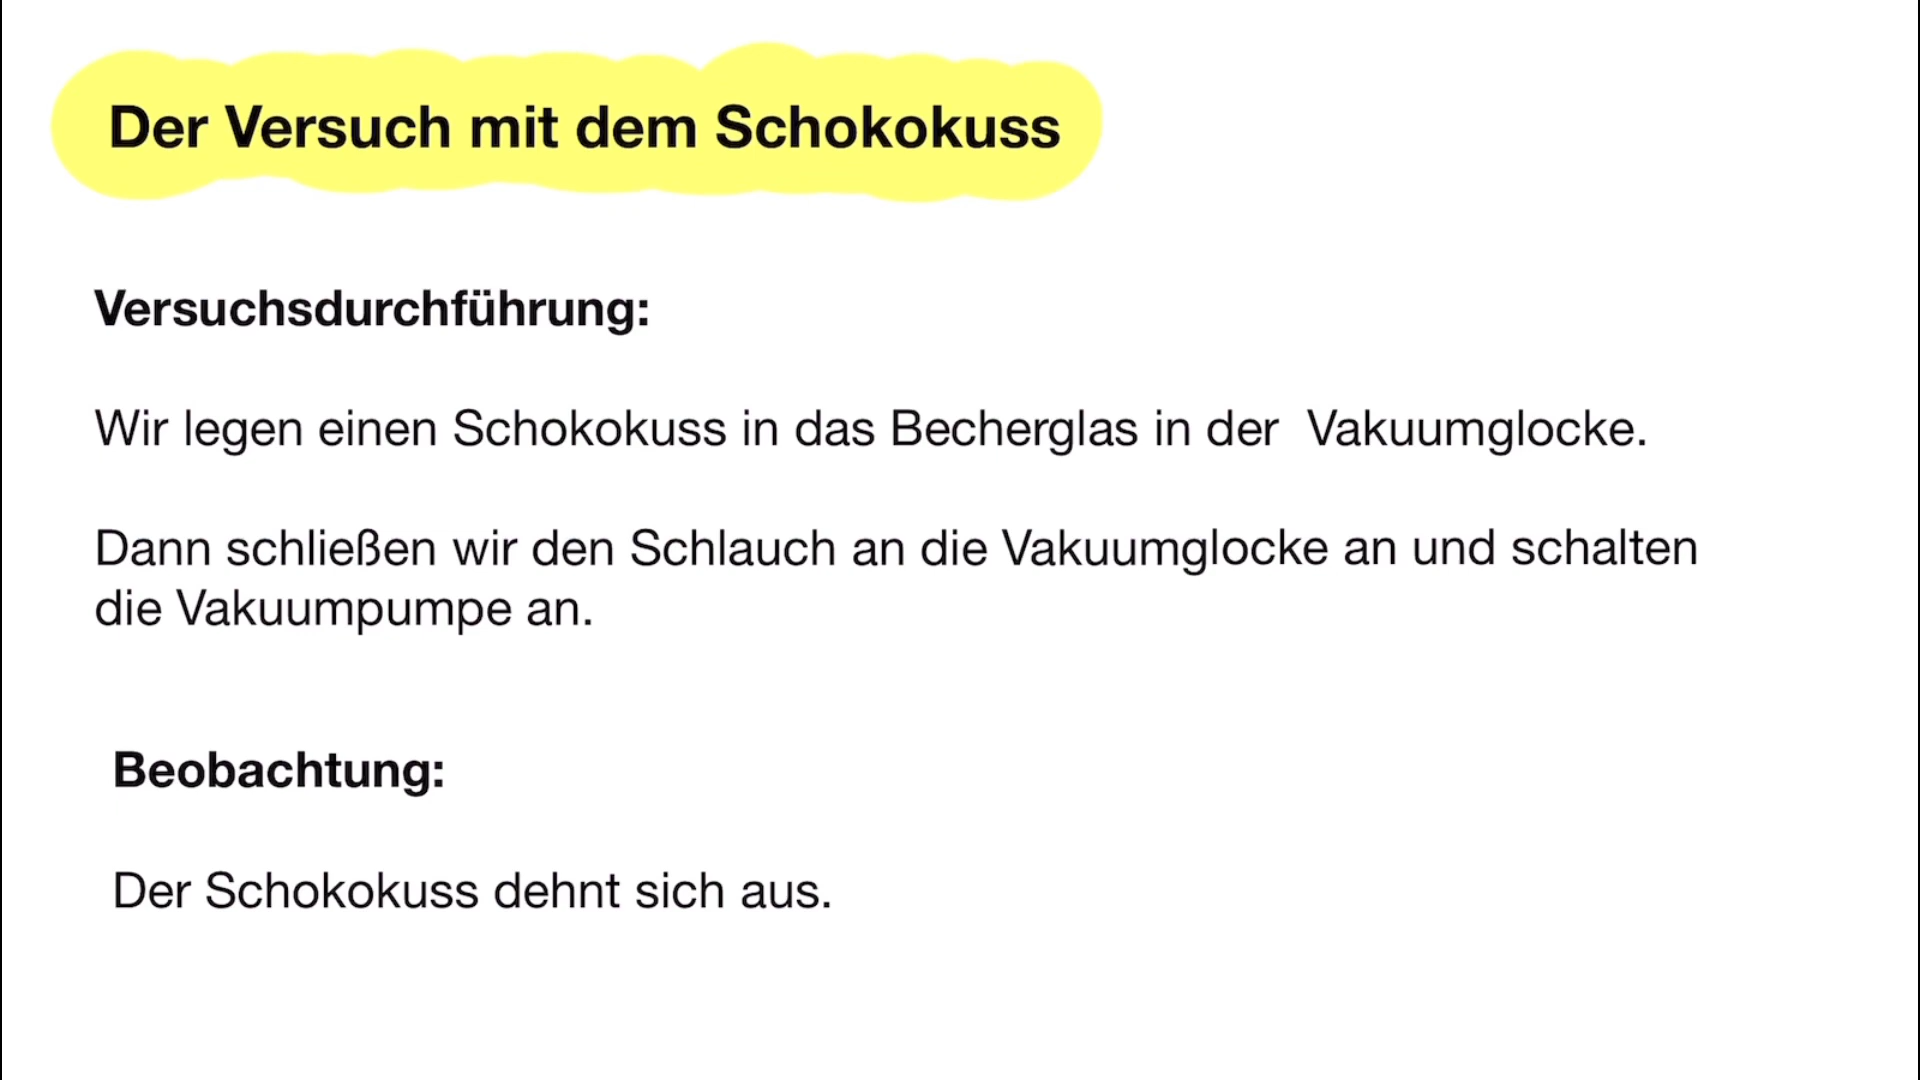 Der Versuch mit dem Schokokuss
Versuchsdurchführung:
Wir legen einen Schokokuss in das Becherglas in der  Vakuumglocke.
Dann schließen wir den Schlauch an die Vakuumglocke an und schalten
die Vakuumpumpe an.
Beobachtung:
Der Schokokuss dehnt sich aus.